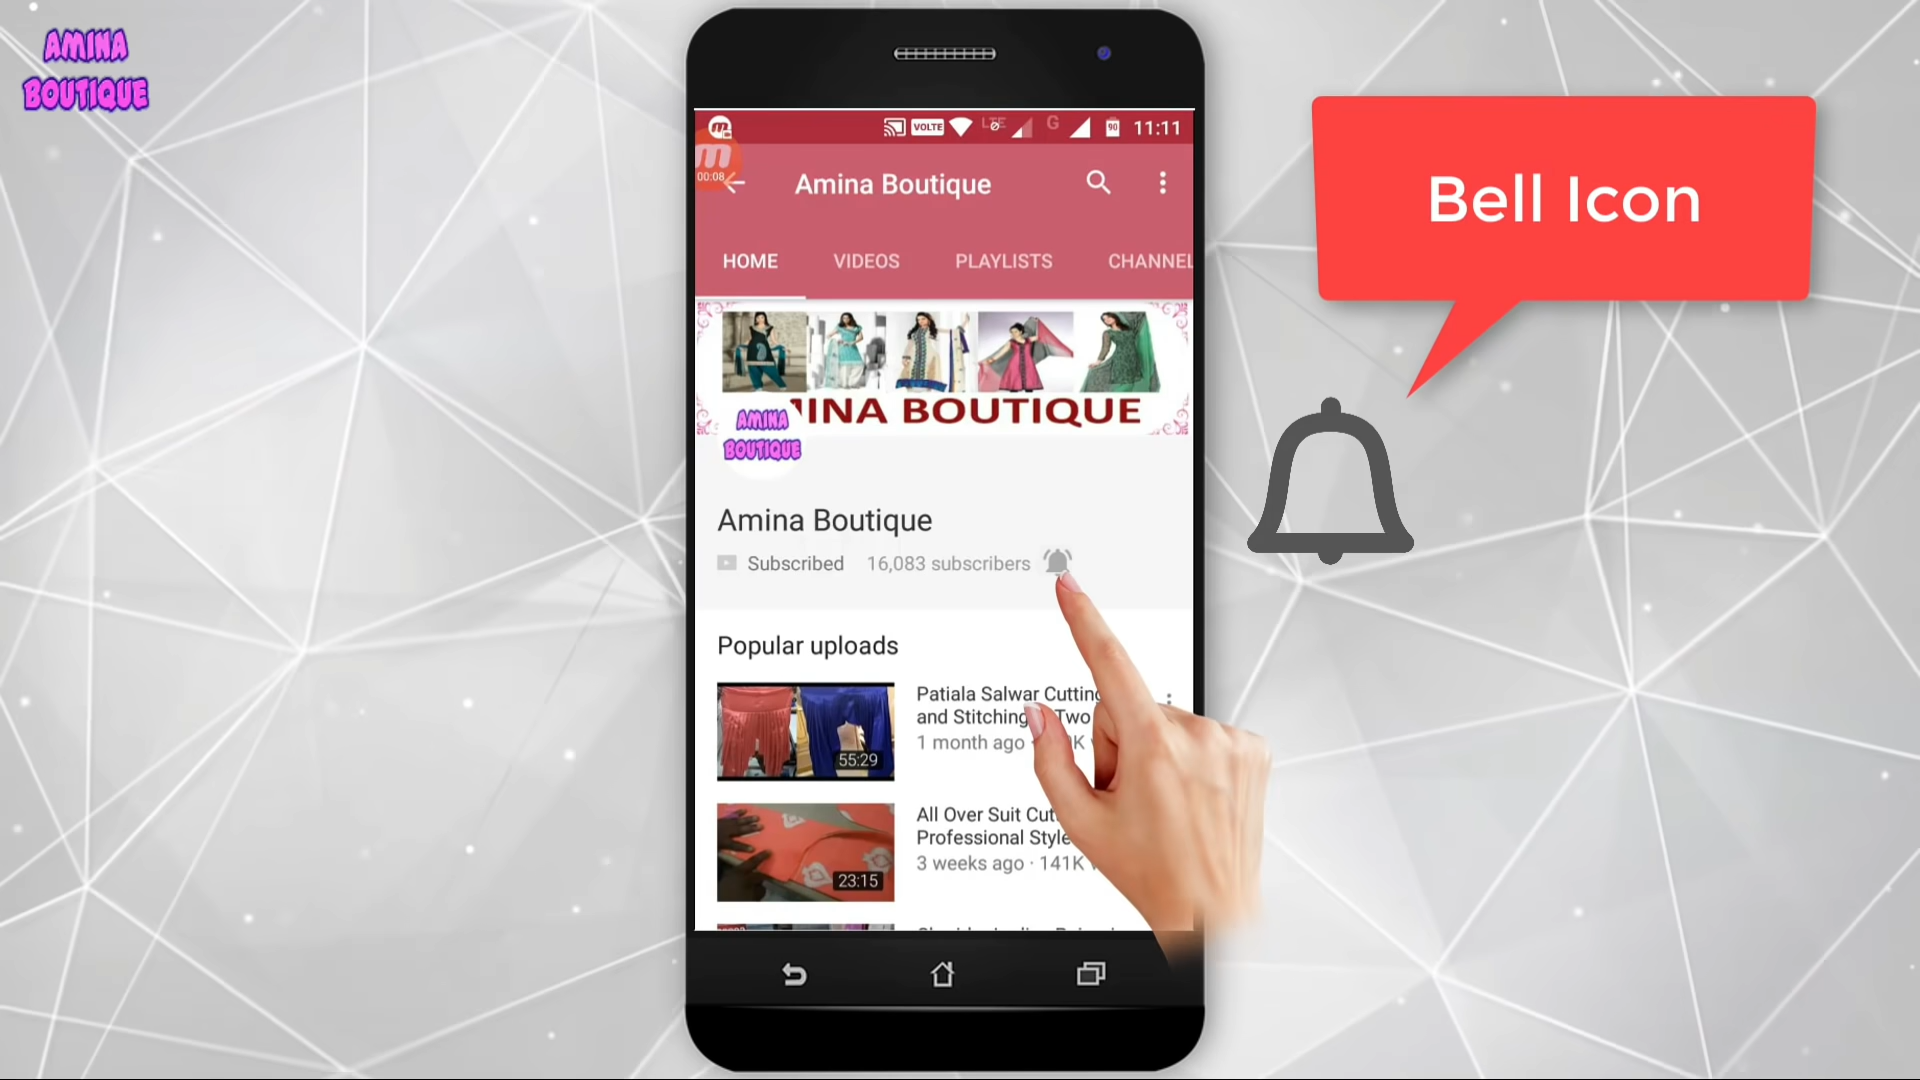 AMINA
BOUTIQUE
VOLTE
LTE
G
90
11:11
00:08
Amina Boutique
HOME
VIDEOS
PLAYLISTS
CHANNEL
INA BOUTIQUE
AMINA
BOUTIQUE
Amina Boutique
Subscribed
16,083 subscribers
Popular uploads
Patiala Salwar Cutting
and Stitching
Two
1 month ago
K
55:29
All Over Suit Cut
Professional Style
3 weeks ago · 141K
23:15
Bell Icon